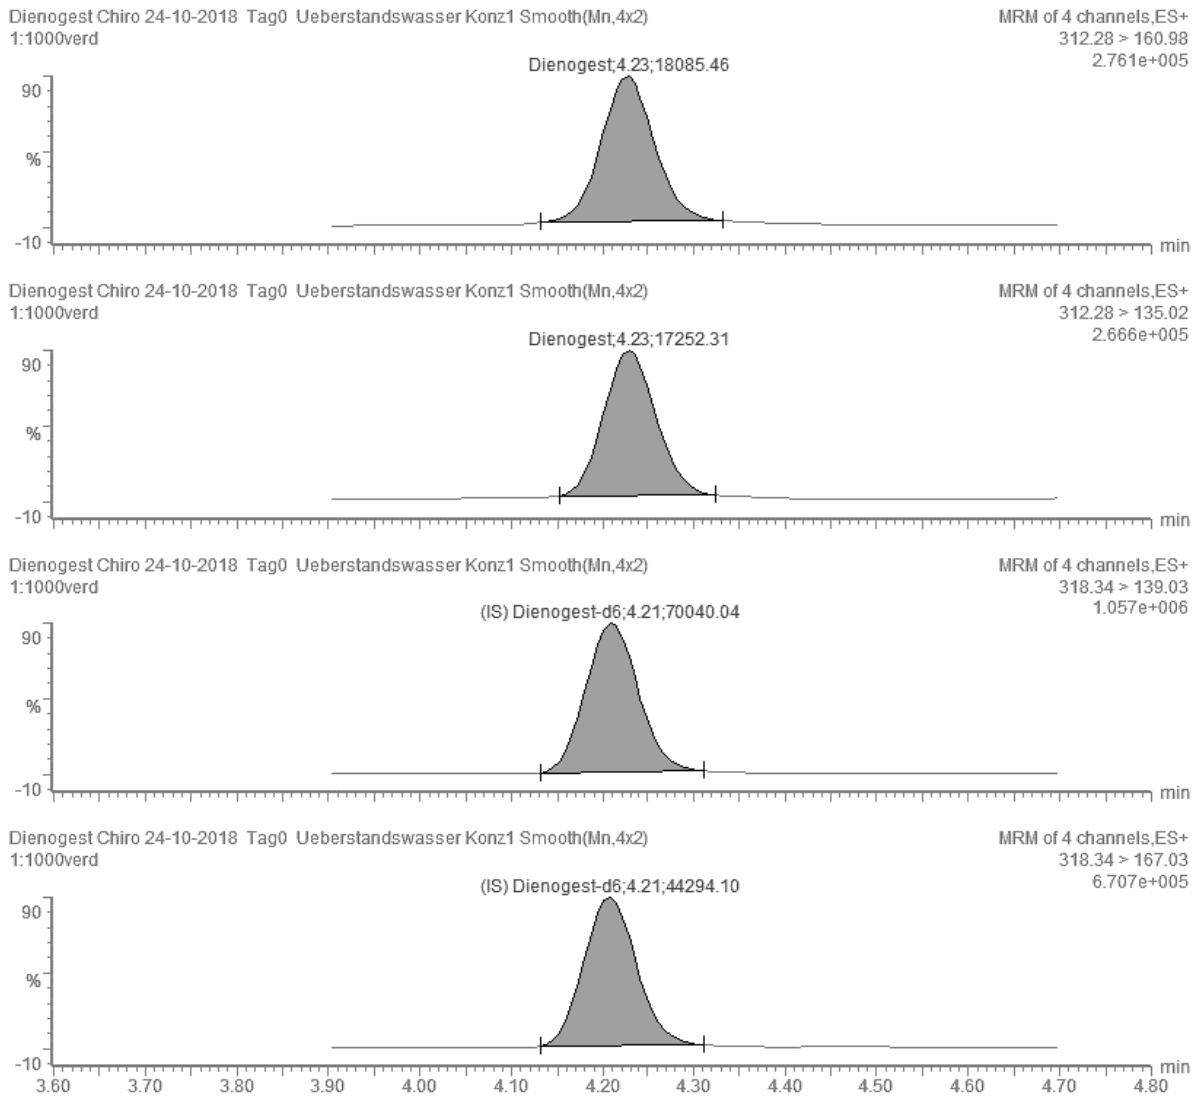 Dienogest Chiro 24-10-2018 Tag0 Ueberstandswasser Konz1 Smooth(Mn,4x2)
1:1000verd
MRM of 4 channels,ES+
312.28 > 160.98
2.761e+005
Dienogest;4.23;18085.46
90
%
-10
min
Dienogest Chiro 24-10-2018 Tag0 Ueberstandswasser Konz1 Smooth(Mn,4x2)
1:1000verd
MRM of 4 channels,ES+
312.28 > 135.02
2.666e+005
Dienogest;4.23;17252.31
90
%
-10
min
Dienogest Chiro 24-10-2018 Tag0 Ueberstandswasser Konz1 Smooth(Mn,4x2)
1:1000verd
MRM of 4 channels,ES+
318.34 > 139.03
1.057e+006
(IS) Dienogest-d6;4.21;70040.04
90
%
-10
min
Dienogest Chiro 24-10-2018 Tag0 Ueberstandswasser Konz1 Smooth(Mn,4x2)
1:1000verd
MRM of 4 channels,ES+
318.34 > 167.03
6.707e+005
(IS) Dienogest-d6;4.21;44294.10
90
%
-10
min
3.60 3.70 3.80 3.90 4.00 4.10 4.20 4.30 4.40 4.50 4.60 4.70 4.80